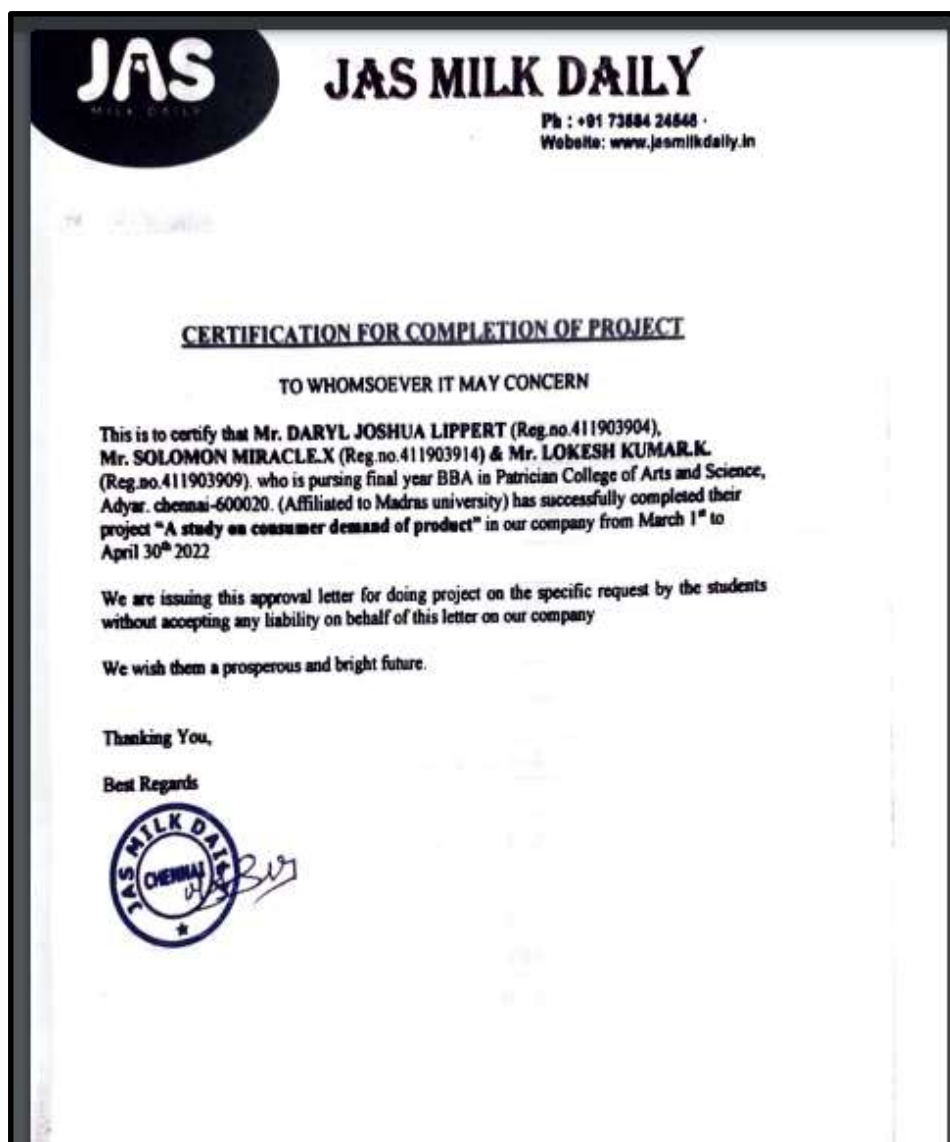 JAS
MILK DAILY
JAS MILK DAILY
Website: www.jasmilkdaily.in
CERTIFICATION FOR COMPLETION OF PROJECT
TO WHOMSOEVER IT MAY CONCERN
This is to certify that Mr. DARYL JOSHUA LIPPERT (Reg.no.411903904),
Mr. SOLOMON MIRACLE.X (Reg.no.411903914) & Mr. LOKESH KUMAR.K.
(Reg.no.411903909). who is pursing final year BBA in Patrician College of Arts and Science,
Adyar. chennai-600020. (Affiliated to Madras university) has successfully completed their
project "A study on consumer demand of product" in our company from March 1st to
April 30th 2022
We are issuing this approval letter for doing project on the specific request by the students
without accepting any liability on behalf of this letter on our company
We wish them a prosperous and bright future.
Thanking You,
Best Regards
JAS MILK DAILY
CHENNAI